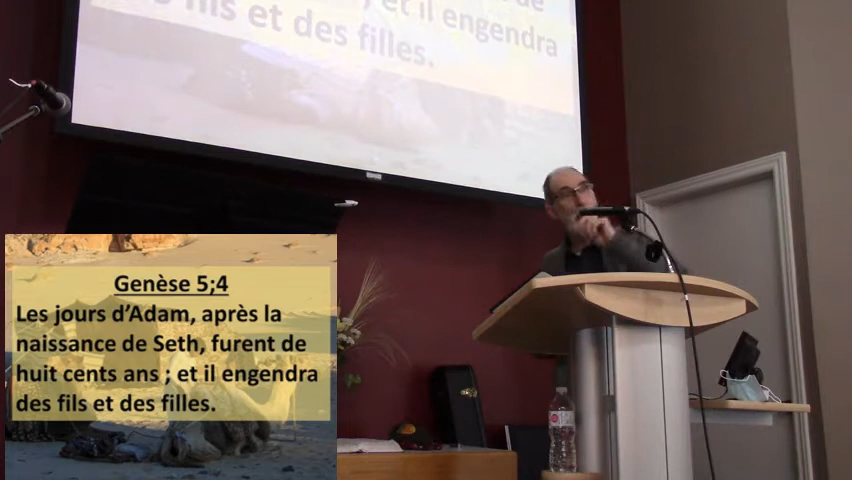 de
et il engendra
fils et des filles.
Genèse 5;4
Les jours d’Adam, après la
naissance de Seth, furent de
huit cents ans ; et il engendra
des fils et des filles.